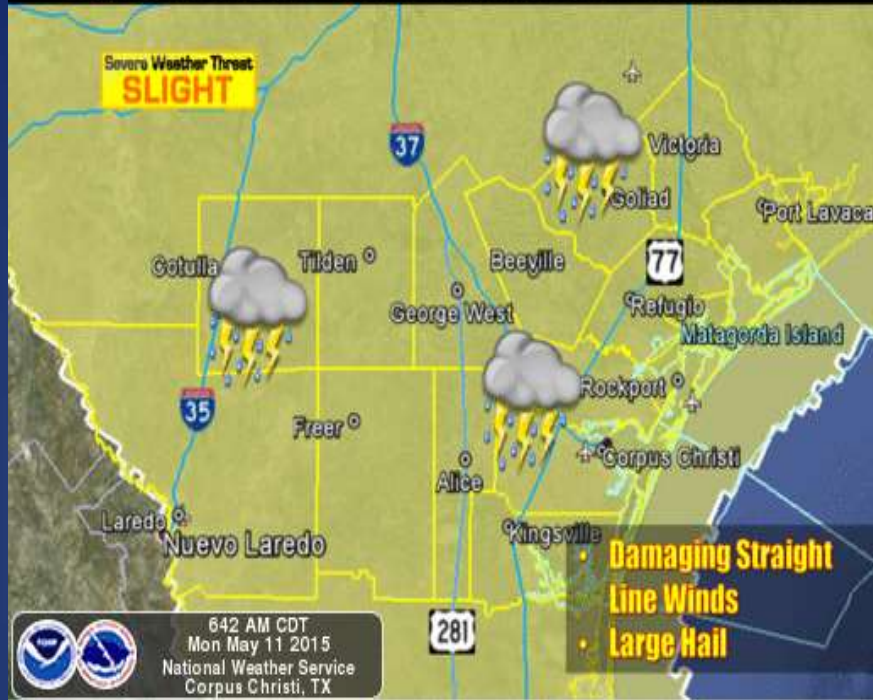 Severe Weather Threat
SLIGHT
37
Victoria
Goliad
Port Lavaca
Cotulla
Tilden
Beeville
77
George West
Refugio
Matagorda Island
35
Freer
Rockport
Alice
Corpus Christi
Laredo
Nuevo Laredo
Kingsville
• Damaging Straight
Line Winds
• Large Hail
281
642 AM CDT
Mon May 11 2015
National Weather Service
Corpus Christi, TX